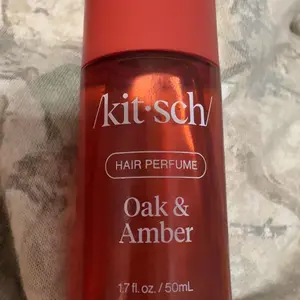 /kit•sch/
HAIR PERFUME
Oak &
Amber
1.7 fl. oz. / 50mL